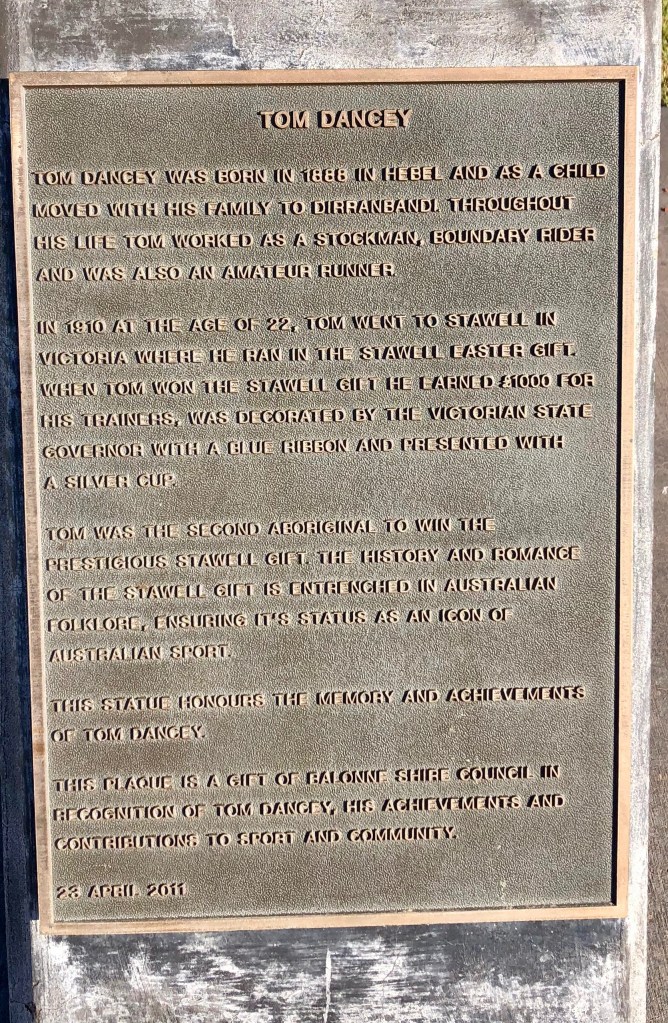 TOM DANCEY
TOM DANCEY WAS BORN IN 1888 IN HEBEL AND AS A CHILD
MOVED WITH HIS FAMILY TO DIRRANBANDI. THROUGHOUT
HIS LIFE TOM WORKED AS A STOCKMAN, BOUNDARY RIDER
AND WAS ALSO AN AMATEUR RUNNER.
IN 1910 AT THE AGE OF 22, TOM WENT TO STAWELL IN
VICTORIA WHERE HE RAN IN THE STAWELL EASTER GIFT.
WHEN TOM WON THE STAWELL GIFT HE EARNED £1000 FOR
HIS TRAINERS, WAS DECORATED BY THE VICTORIAN STATE
GOVERNOR WITH A BLUE RIBBON AND PRESENTED WITH
A SILVER CUP.
TOM WAS THE SECOND ABORIGINAL TO WIN THE
PRESTIGIOUS STAWELL GIFT. THE HISTORY AND ROMANCE
OF THE STAWELL GIFT IS ENTRENCHED IN AUSTRALIAN
FOLKLORE, ENSURING IT'S STATUS AS AN ICON OF
AUSTRALIAN SPORT.
THIS STATUE HONOURS THE MEMORY AND ACHIEVEMENTS
OF TOM DANCEY.
THIS PLAQUE IS A GIFT OF BALONNE SHIRE COUNCIL IN
RECOGNITION OF TOM DANCEY, HIS ACHIEVEMENTS AND
CONTRIBUTIONS TO SPORT AND COMMUNITY.
23 APRIL 2011